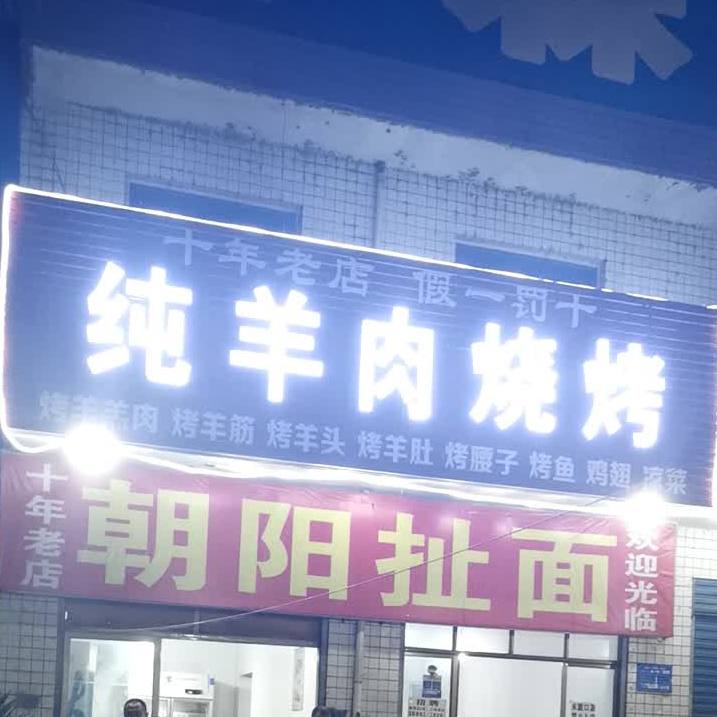 十年老店 假一罚十
纯羊肉烧烤
烤羊羔肉 烤羊筋 烤羊头 烤羊肚 烤腰子 烤鱼 鸡翅 凉菜
十年老店
朝阳扯面
欢迎光临
招聘